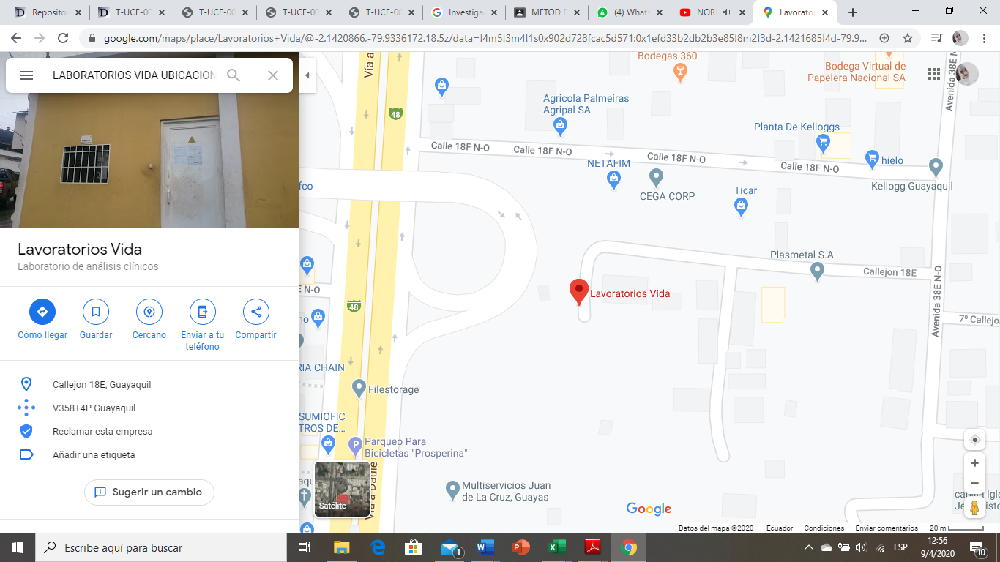 Repositor
T-UCE-00
T-UCE-00
T-UCE-00
T-UCE-00
Investiga
METOD D
(4) Whats
NOR
Lavorator
google.com/maps/place/Lavoratorios+Vida/@-2.1420866,-79.9336172,18.5z/data=!4m5!3m4!1s0x902d728fcac5d571:0x1efd33b2db2b3e85!8m2!3d-2.1421685!4d-79.9...
LABORATORIOS VIDA UBICACION
Lavoratorios Vida
Laboratorio de análisis clínicos
Cómo llegar
Guardar
Cercano
Enviar a tu
teléfono
Compartir
Callejon 18E, Guayaquil
V358+4P Guayaquil
Reclamar esta empresa
Añadir una etiqueta
Sugerir un cambio
Vía a
48
Bodegas 360
Bodega Virtual de
Papelera Nacional SA
Avenida 38E N
Agricola Palmeiras
Agripal SA
Planta De Kelloggs
Calle 18F N-O
Calle 18F N-O
Calle 18F N-O
Calle 18F N-O
hielo
NETAFIM
CEGA CORP
Kellogg Guayaquil
fco
Ticar
Plasmetal S.A
Callejon 18E
E N-O
Lavoratorios Vida
Avenida 38E N-O
48
no
7º Callejo
RIA CHAIN
Filestorage
SUMIOFIC
TROS DE...
Parqueo Para
Bicicletas "Prosperina"
Vía a Daule
aqu
Satélite
Multiservicios Juan
de La Cruz, Guayas
Google
Datos del mapa ©2020
Ecuador
Condiciones
Enviar comentarios
20 m
Escribe aquí para buscar
1
ESP
12:56
9/4/2020
10